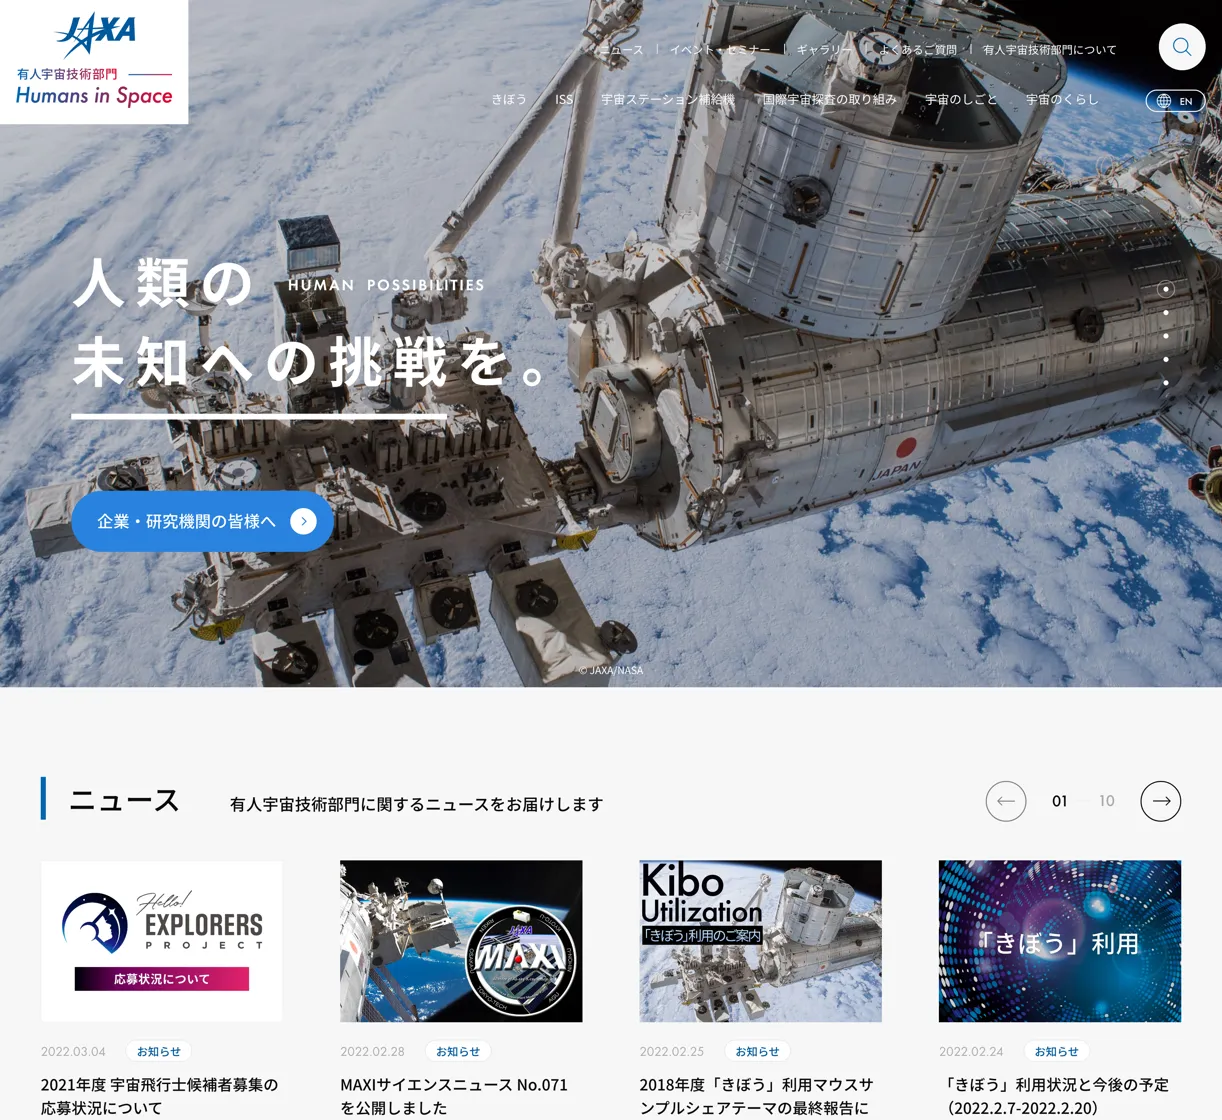 JAXA
有人宇宙技術部門
Humans in Space
ニュース
イベント・セミナー
ギャラリー
よくあるご質問
有人宇宙技術部門について
きぼう
ISS
宇宙ステーション補給機
国際宇宙探査の取り組み
宇宙のしごと
宇宙のくらし
EN
人類の
HUMAN POSSIBILITIES
未知への挑戦を。
JAPAN
企業・研究機関の皆様へ
© JAXA/NASA
ニュース
有人宇宙技術部門に関するニュースをお届けします
01
10
Hello!
EXPLORERS
PROJECT
応募状況について
2022.03.04
お知らせ
2021年度 宇宙飛行士候補者募集の
応募状況について
JAXA
MAXI
2022.02.28
お知らせ
MAXIサイエンスニュース No.071
を公開しました
Kibo
Utilization
「きぼう」利用のご案内
2022.02.25
お知らせ
2018年度「きぼう」利用マウスサ
ンプルシェアテーマの最終報告に
「きぼう」利用
2022.02.24
お知らせ
「きぼう」利用状況と今後の予定
（2022.2.7-2022.2.20）